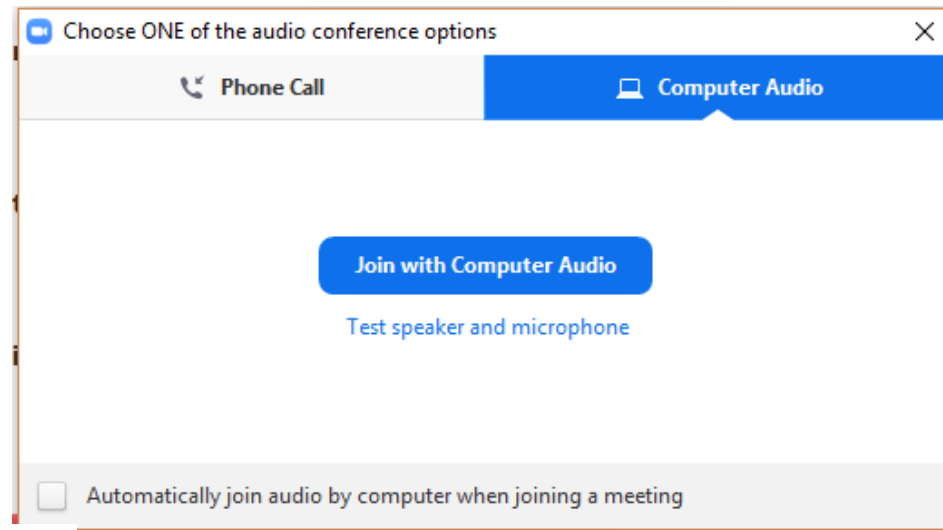 Choose ONE of the audio conference options
Phone Call
Computer Audio
Join with Computer Audio
Test speaker and microphone
Automatically join audio by computer when joining a meeting